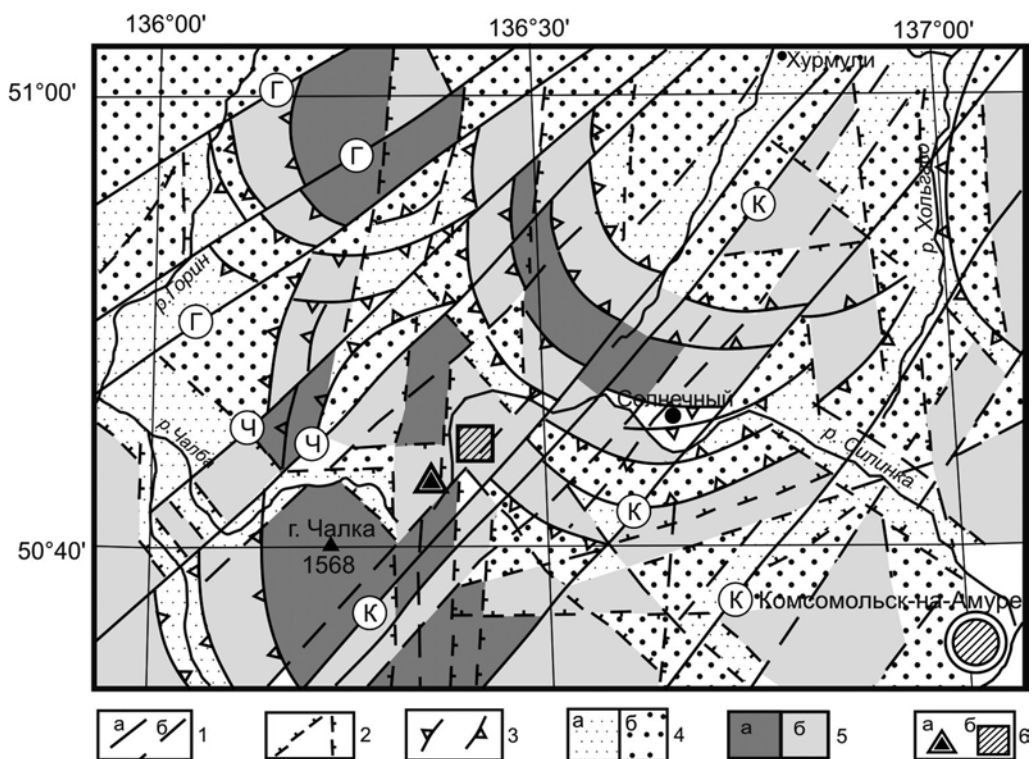 136°00' 136°30' 137°00'
Хурмули
51°00'
Г
Г
К
р. Хольгасо
р. Горин
Г
Солнечный
Ч Ч
р. Чалба
р. Силинка
К
г. Чалка
50°40'
1568
К
К Комсомольск-на-Амуре
а б 1 2 3 а б 4 а б 5 а б 6